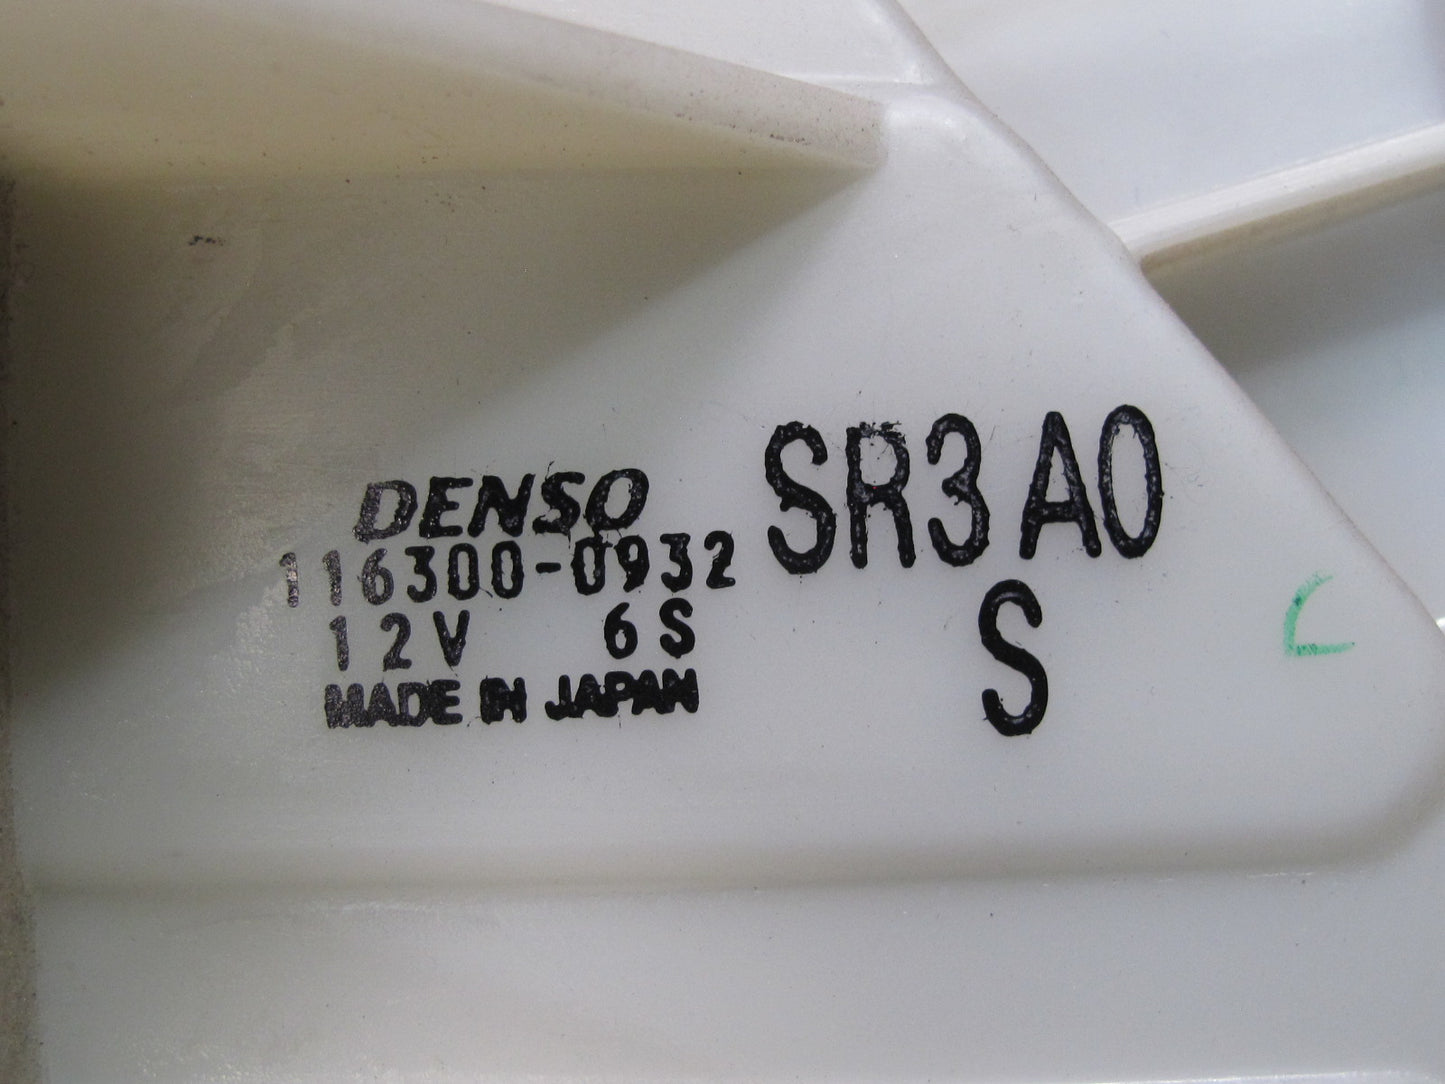 DENSO
116300-0932
12V 6S
MADE IN JAPAN
SR3 A0
S